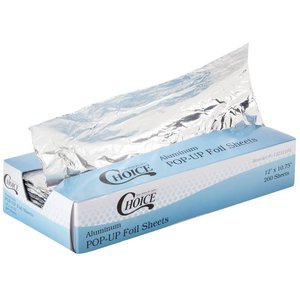 CHOICE
Aluminum
POP-UP Foil Sheets
12" x 10.75"
200 Sheets
CHOICE
Aluminum
POP-UP Foil Sheets